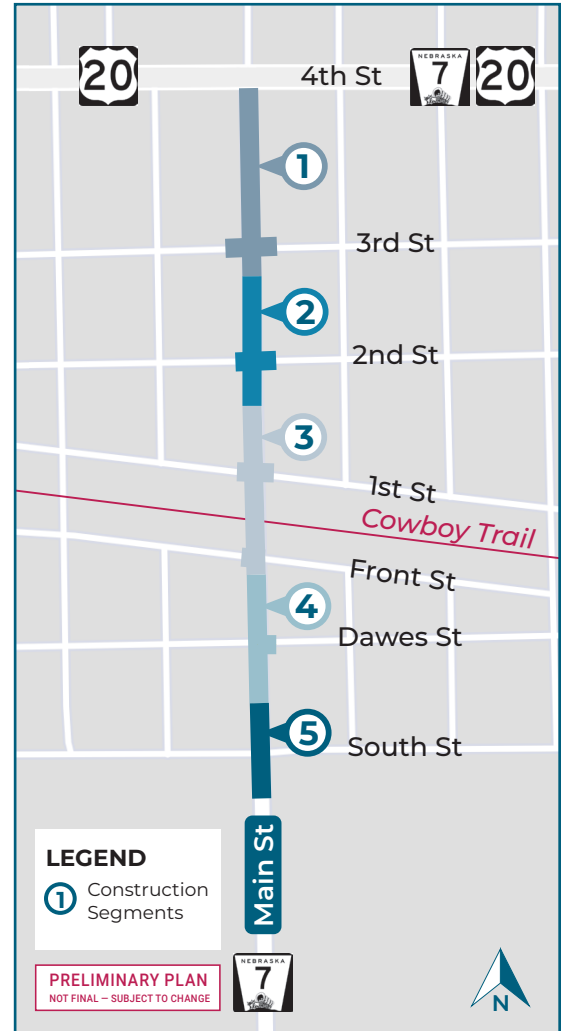 20
4th St
NEBRASKA
7
20
1
3rd St
2
2nd St
3
1st St
Cowboy Trail
Front St
4
Dawes St
5
South St
Main St
LEGEND
1 Construction
Segments
PRELIMINARY PLAN
NOT FINAL – SUBJECT TO CHANGE
NEBRASKA
7
N